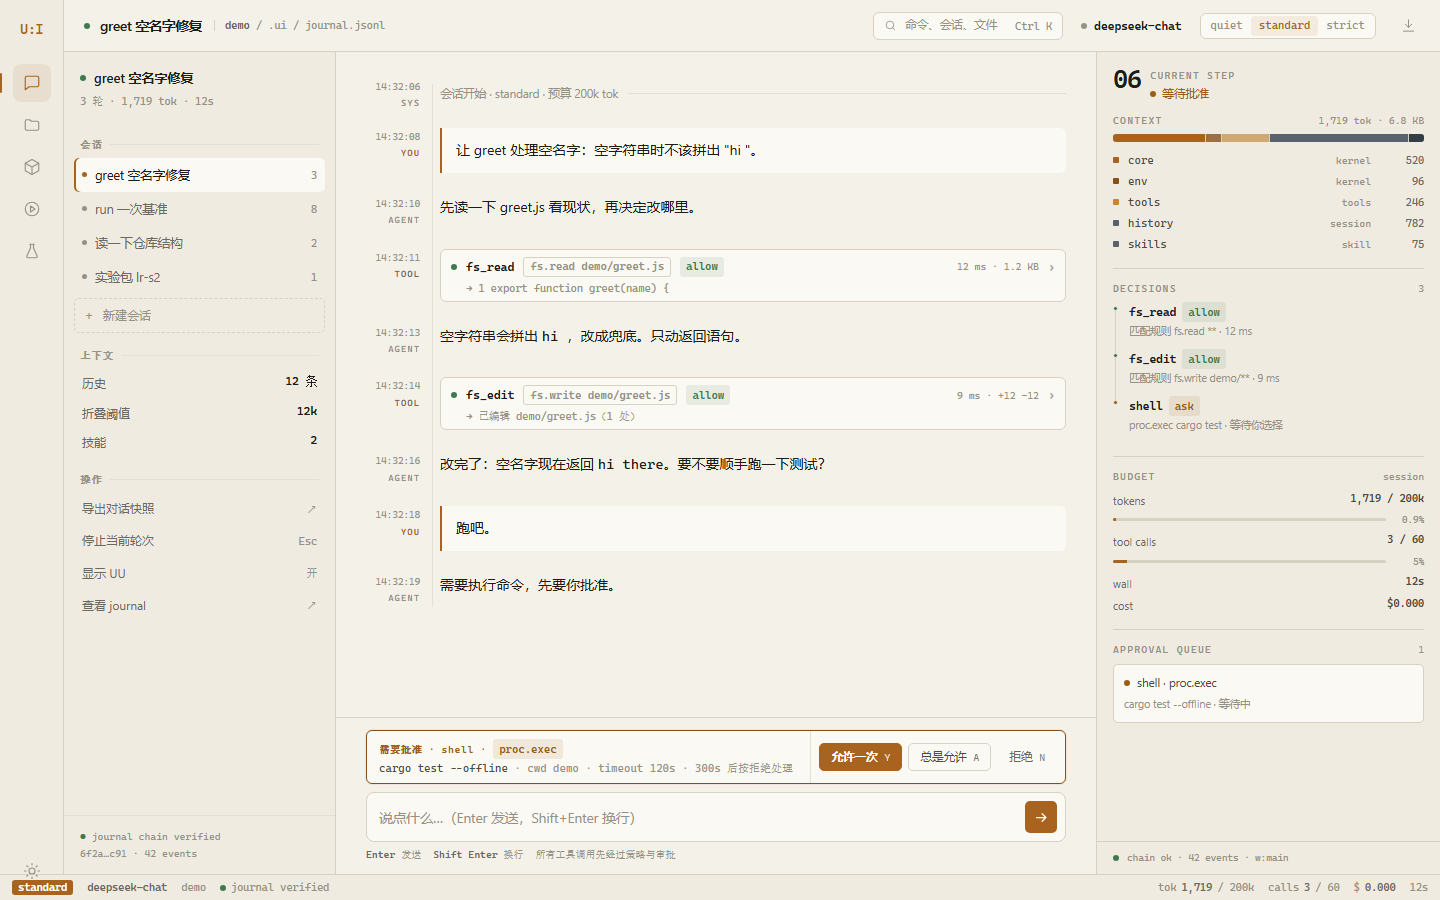 U:I
greet 空名字修复
demo / .ui / journal.jsonl
命令、会话、文件 Ctrl K
deepseek-chat
quiet standard strict
greet 空名字修复
3 轮 · 1,719 tok · 12s
会话
greet 空名字修复 3
run 一次基准 8
读一下仓库结构 2
实验包 lr-s2 1
+ 新建会话
上下文
历史 12 条
折叠阈值 12k
技能 2
操作
导出对话快照 ↗
停止当前轮次 Esc
显示 UU 开
查看 journal ↗
journal chain verified
6f2a…c91 · 42 events
14:32:06
SYS
会话开始 · standard · 预算 200k tok
14:32:08
YOU
让 greet 处理空名字：空字符串时不该拼出 "hi "。
14:32:10
AGENT
先读一下 greet.js 看现状，再决定改哪里。
14:32:11
TOOL
fs_read fs.read demo/greet.js allow 12 ms · 1.2 KB ›
→ 1 export function greet(name) {
14:32:13
AGENT
空字符串会拼出 hi ，改成兜底。只动返回语句。
14:32:14
TOOL
fs_edit fs.write demo/greet.js allow 9 ms · +12 −12 ›
→ 已编辑 demo/greet.js（1 处）
14:32:16
AGENT
改完了：空名字现在返回 hi there。要不要顺手跑一下测试？
14:32:18
YOU
跑吧。
14:32:19
AGENT
需要执行命令，先要你批准。
需要批准 · shell · proc.exec
cargo test --offline · cwd demo · timeout 120s · 300s 后按拒绝处理
允许一次 Y
总是允许 A
拒绝 N
说点什么…（Enter 发送，Shift+Enter 换行）
→
Enter 发送 Shift Enter 换行 所有工具调用先经过策略与审批
06 CURRENT STEP
等待批准
CONTEXT 1,719 tok · 6.8 KB
core kernel 520
env kernel 96
tools tools 246
history session 782
skills skill 75
DECISIONS 3
fs_read allow
匹配规则 fs.read ** · 12 ms
fs_edit allow
匹配规则 fs.write demo/** · 9 ms
shell ask
proc.exec cargo test · 等待你选择
BUDGET session
tokens 1,719 / 200k
0.9%
tool calls 3 / 60
5%
wall 12s
cost $0.000
APPROVAL QUEUE 1
shell · proc.exec
cargo test --offline · 等待中
chain ok · 42 events · w:main
standard deepseek-chat demo journal verified
tok 1,719 / 200k calls 3 / 60 $ 0.000 12s